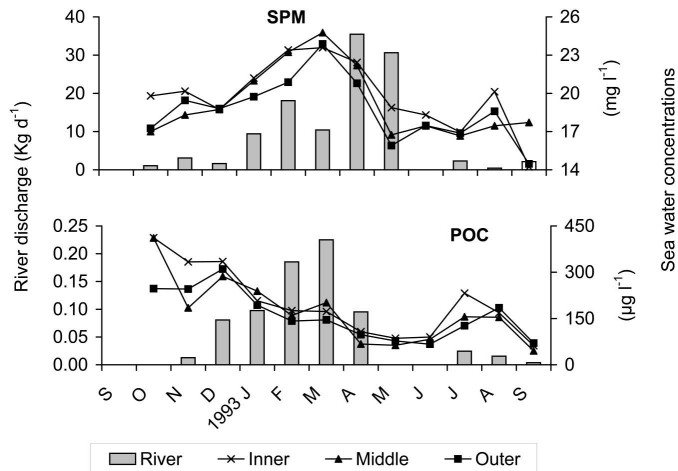 SPM
40
30
20
10
0
26
23
20
17
14
River discharge (Kg d⁻¹)
(mg l⁻¹)
Sea water concentrations
POC
0.25
0.20
0.15
0.10
0.05
0.00
450
300
150
0
(µg l⁻¹)
S O N D 1993 J F M A M J J A S
River Inner Middle Outer